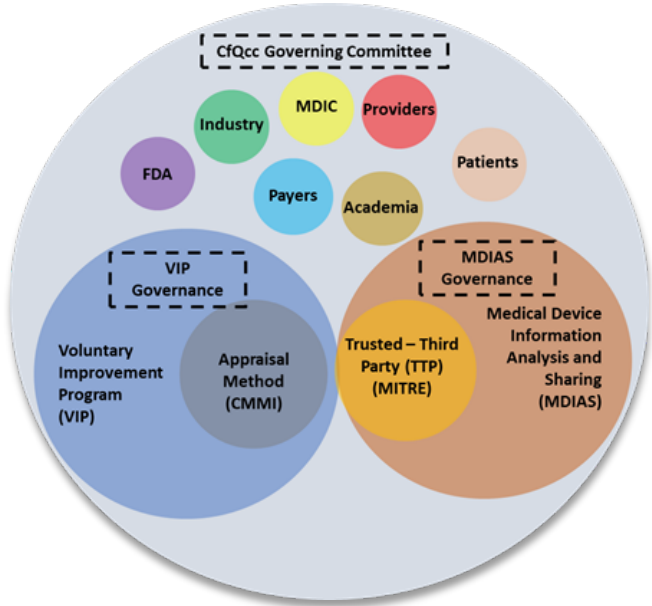 CfQcc Governing Committee
MDIC
Providers
Industry
FDA
Patients
Payers
Academia
VIP
Governance
MDIAS
Governance
Voluntary
Improvement
Program
(VIP)
Appraisal
Method
(CMMI)
Trusted – Third
Party (TTP)
(MITRE)
Medical Device
Information
Analysis and
Sharing
(MDIAS)